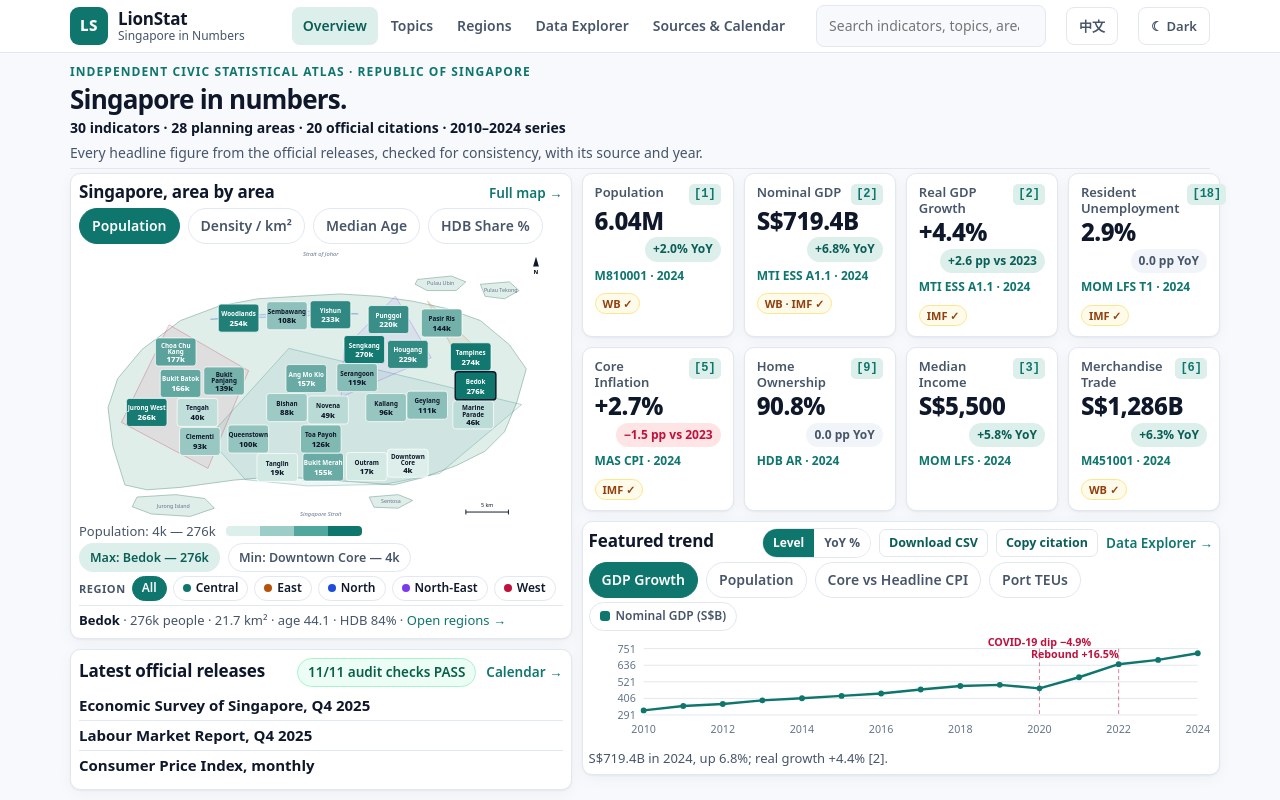 LS
LionStat
Singapore in Numbers
Overview
Topics
Regions
Data Explorer
Sources & Calendar
Search indicators, topics, are
中文
☾ Dark
INDEPENDENT CIVIC STATISTICAL ATLAS · REPUBLIC OF SINGAPORE
Singapore in numbers.
30 indicators · 28 planning areas · 20 official citations · 2010–2024 series
Every headline figure from the official releases, checked for consistency, with its source and year.
Singapore, area by area
Full map →
Population
Density / km²
Median Age
HDB Share %
Strait of Johor
N
Pulau Ubin
Pulau Tekong
Woodlands
254k
Sembawang
108k
Yishun
233k
Punggol
220k
Pasir Ris
144k
Choa Chu
Kang
177k
Sengkang
270k
Hougang
229k
Tampines
274k
Bukit Batok
166k
Bukit
Panjang
139k
Ang Mo Kio
157k
Serangoon
119k
Bedok
276k
Jurong West
266k
Tengah
40k
Bishan
88k
Novena
49k
Kallang
96k
Geylang
111k
Marine
Parade
46k
Clementi
93k
Queenstown
100k
Toa Payoh
126k
Tanglin
19k
Bukit Merah
155k
Outram
17k
Downtown
Core
4k
Jurong Island
Sentosa
Singapore Strait
5 km
Population: 4k — 276k
Max: Bedok — 276k
Min: Downtown Core — 4k
REGION
All
Central
East
North
North-East
West
Bedok · 276k people · 21.7 km² · age 44.1 · HDB 84% · Open regions →
Latest official releases
11/11 audit checks PASS
Calendar →
Economic Survey of Singapore, Q4 2025
Labour Market Report, Q4 2025
Consumer Price Index, monthly
Population
[1]
6.04M
+2.0% YoY
M810001 · 2024
WB ✓
Nominal GDP
[2]
S$719.4B
+6.8% YoY
MTI ESS A1.1 · 2024
WB · IMF ✓
Real GDP
Growth
[2]
+4.4%
+2.6 pp vs 2023
MTI ESS A1.1 · 2024
IMF ✓
Resident
Unemployment
[18]
2.9%
0.0 pp YoY
MOM LFS T1 · 2024
IMF ✓
Core
Inflation
[5]
+2.7%
−1.5 pp vs 2023
MAS CPI · 2024
IMF ✓
Home
Ownership
[9]
90.8%
0.0 pp YoY
HDB AR · 2024
Median
Income
[3]
S$5,500
+5.8% YoY
MOM LFS · 2024
Merchandise
Trade
[6]
S$1,286B
+6.3% YoY
M451001 · 2024
WB ✓
Featured trend
Level
YoY %
Download CSV
Copy citation
Data Explorer →
GDP Growth
Population
Core vs Headline CPI
Port TEUs
Nominal GDP (S$B)
COVID-19 dip −4.9%
Rebound +16.5%
751
636
521
406
291
2010
2012
2014
2016
2018
2020
2022
2024
S$719.4B in 2024, up 6.8%; real growth +4.4% [2].